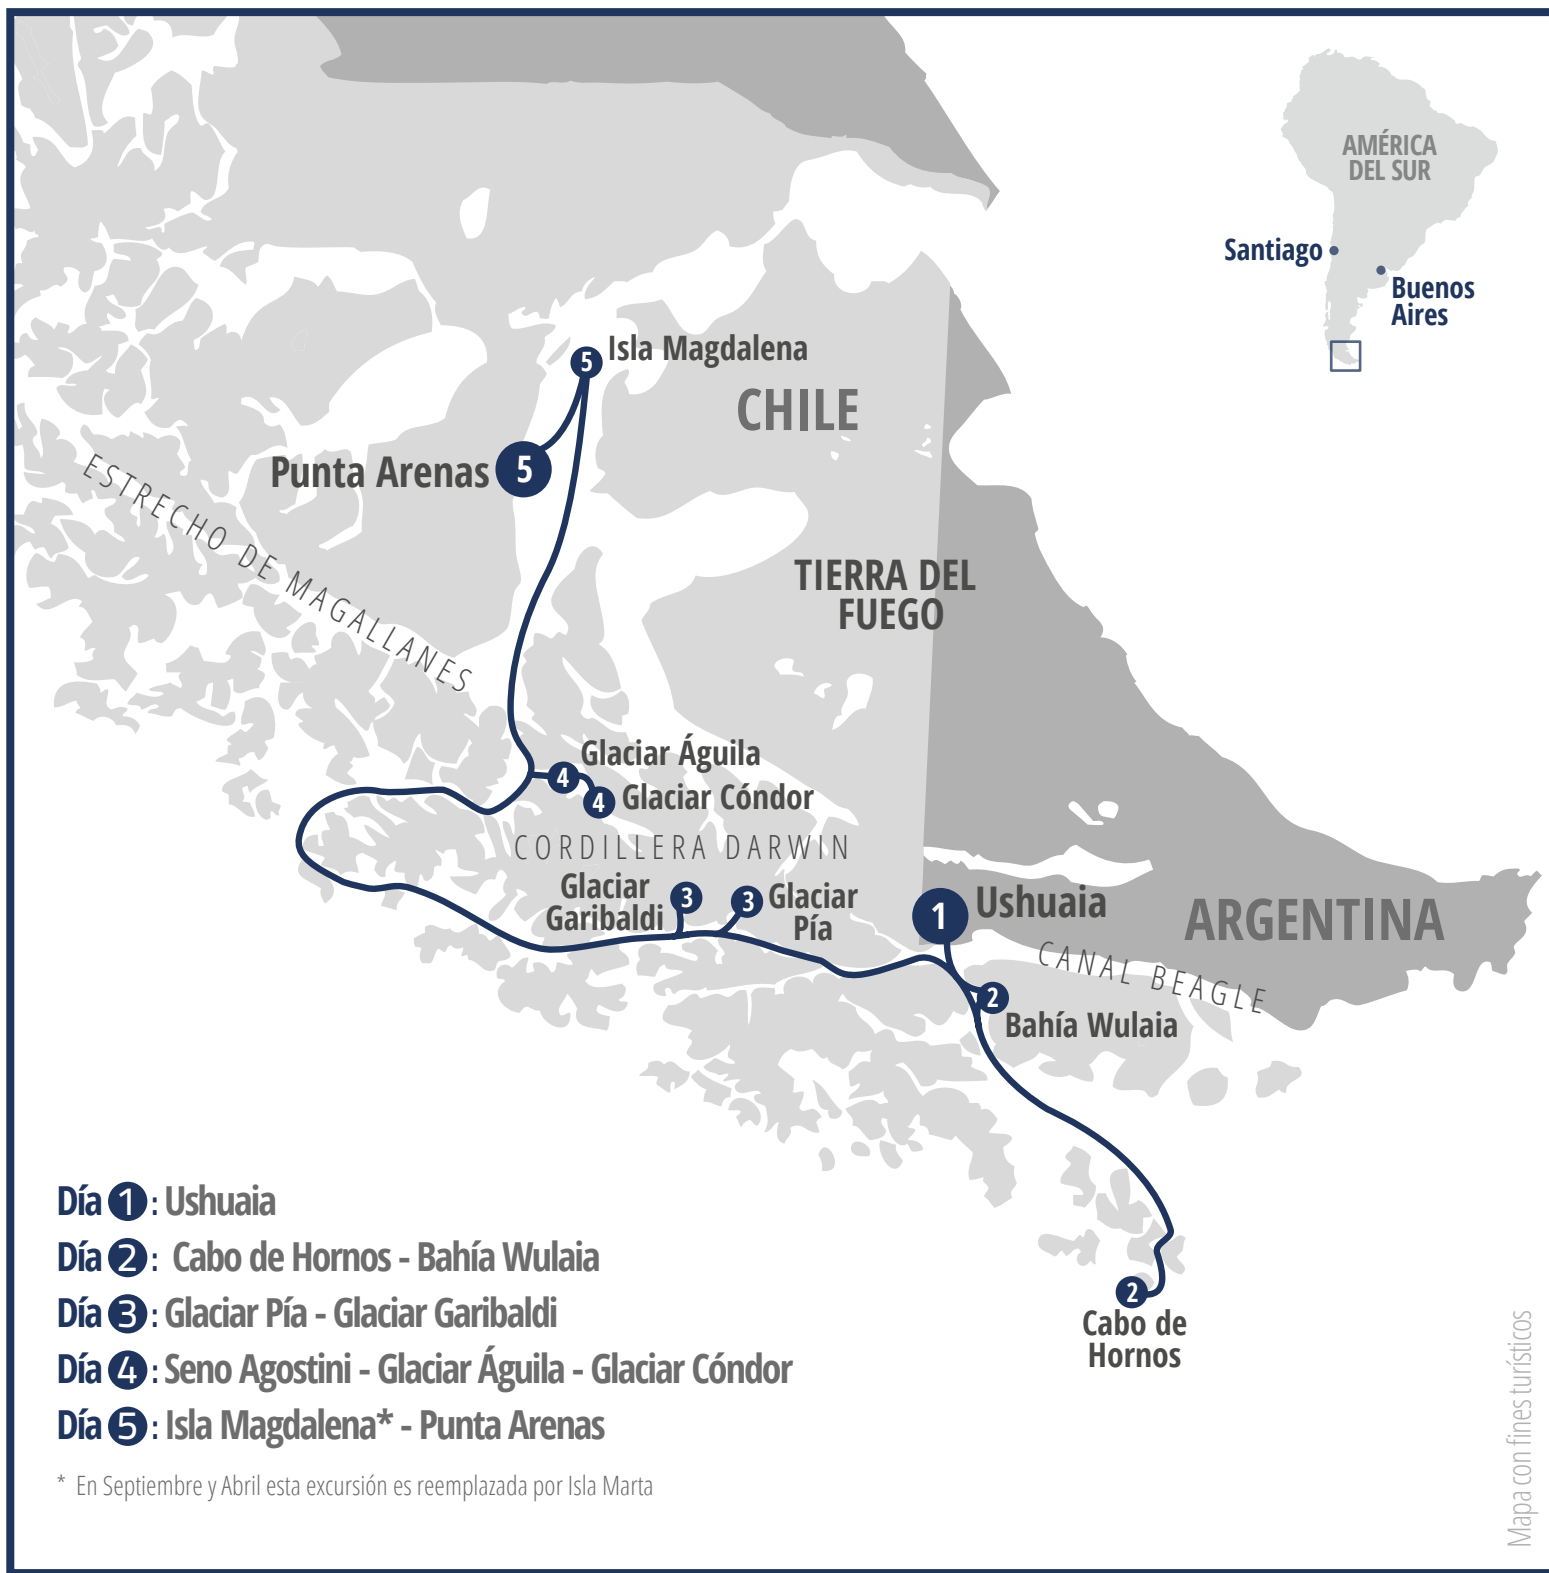 AMÉRICA
DEL SUR
Santiago
Buenos
Aires
5 Isla Magdalena
CHILE
Punta Arenas 5
ESTRECHO DE MAGALLANES
TIERRA DEL
FUEGO
Glaciar Águila
4
4 Glaciar Cóndor
CORDILLERA DARWIN
Glaciar
Garibaldi
3
3
Glaciar
Pía
1 Ushuaia
ARGENTINA
CANAL BEAGLE
2
Bahía Wulaia
2
Cabo de
Hornos
Día 1: Ushuaia
Día 2: Cabo de Hornos - Bahía Wulaia
Día 3: Glaciar Pía - Glaciar Garibaldi
Día 4: Seno Agostini - Glaciar Águila - Glaciar Cóndor
Día 5: Isla Magdalena* - Punta Arenas
* En Septiembre y Abril esta excursión es reemplazada por Isla Marta
Mapa con fines turísticos